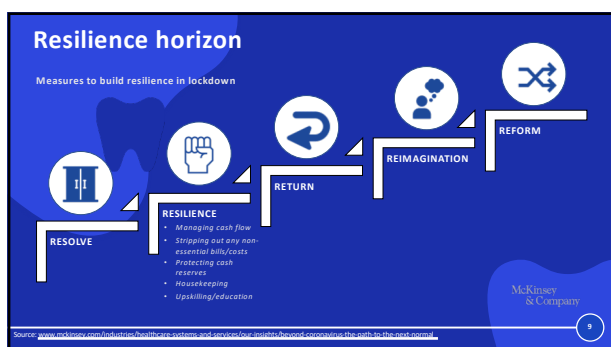 Resilience horizon
Measures to build resilience in lockdown
RESOLVE
RESILIENCE
• Managing cash flow
• Stripping out any non-
essential bills/costs
• Protecting cash
reserves
• Housekeeping
• Upskilling/education
RETURN
REIMAGINATION
REFORM
McKinsey
& Company
Source: www.mckinsey.com/industries/healthcare-systems-and-services/our-insights/beyond-coronavirus-the-path-to-the-next-normal
9